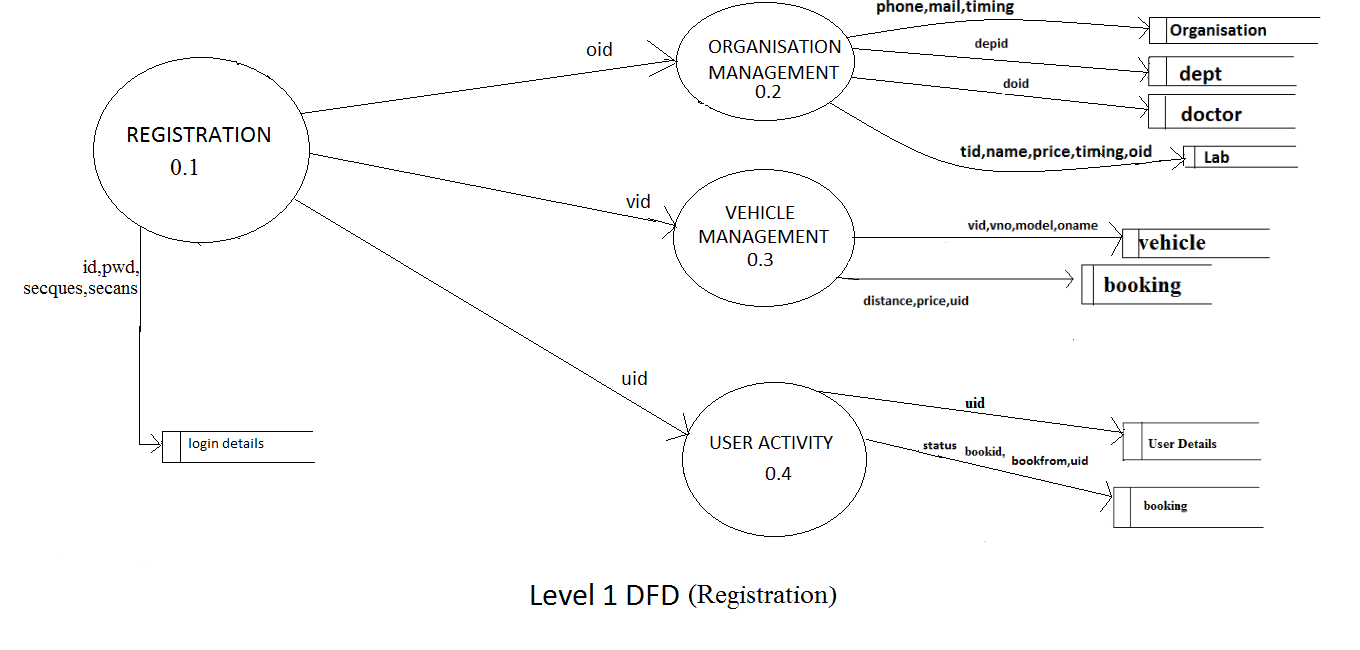 phone,mail,timing
Organisation
oid
ORGANISATION
MANAGEMENT
0.2
depid
dept
doid
doctor
REGISTRATION
0.1
tid,name,price,timing,oid
Lab
vid
VEHICLE
MANAGEMENT
0.3
vid,vno,model,oname
vehicle
id,pwd,
secques,secans
distance,price,uid
booking
uid
USER ACTIVITY
0.4
uid
User Details
status bookid, bookfrom,uid
booking
login details
Level 1 DFD (Registration)